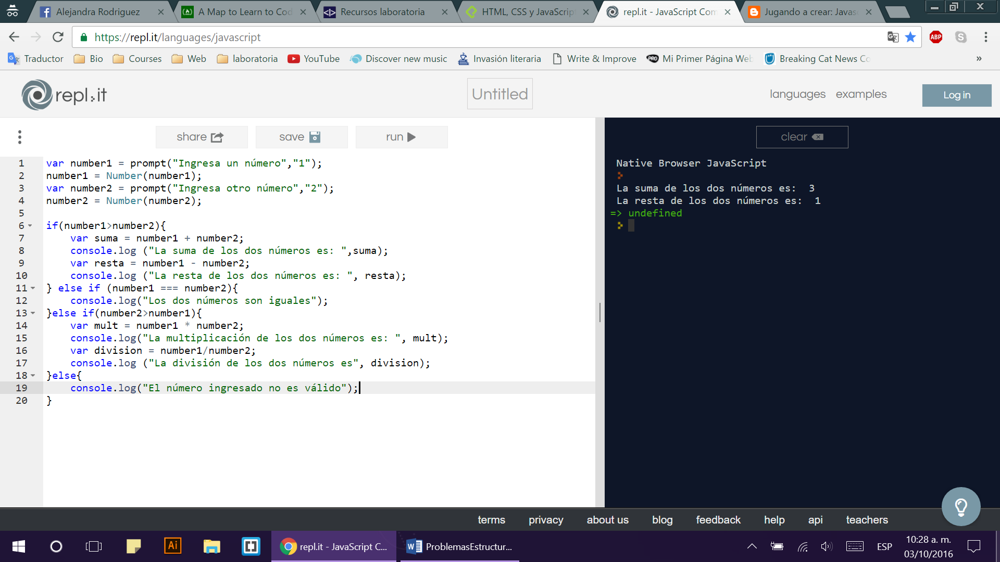 Alejandra Rodriguez
A Map to Learn to Cod
Recursos laboratoria
HTML, CSS y JavaScrip
repl.it - JavaScript Com
Jugando a crear: Javas
https://repl.it/languages/javascript
ABP
Traductor
Bio
Courses
Web
laboratoria
YouTube
Discover new music
Invasión literaria
Write & Improve
PRO
Mi Primer Página Web
Breaking Cat News Co
»
repl.it
Untitled
languages
examples
Log in
share
save
run
clear
1 var number1 = prompt("Ingresa un número","1");
2 number1 = Number(number1);
3 var number2 = prompt("Ingresa otro número","2");
4 number2 = Number(number2);
5
6 if(number1>number2){
7 var suma = number1 + number2;
8 console.log ("La suma de los dos números es: ",suma);
9 var resta = number1 - number2;
10 console.log ("La resta de los dos números es: ", resta);
11 } else if (number1 === number2){
12 console.log("Los dos números son iguales");
13 }else if(number2>number1){
14 var mult = number1 * number2;
15 console.log("La multiplicación de los dos números es: ", mult);
16 var division = number1/number2;
17 console.log ("La división de los dos números es", division);
18 }else{
19 console.log("El número ingresado no es válido");
20 }
Native Browser JavaScript
La suma de los dos números es:  3
La resta de los dos números es:  1
=> undefined
terms
privacy
about us
blog
feedback
help
api
teachers
Ai
repl.it - JavaScript C...
ProblemasEstructur...
ESP
10:28 a. m.
03/10/2016